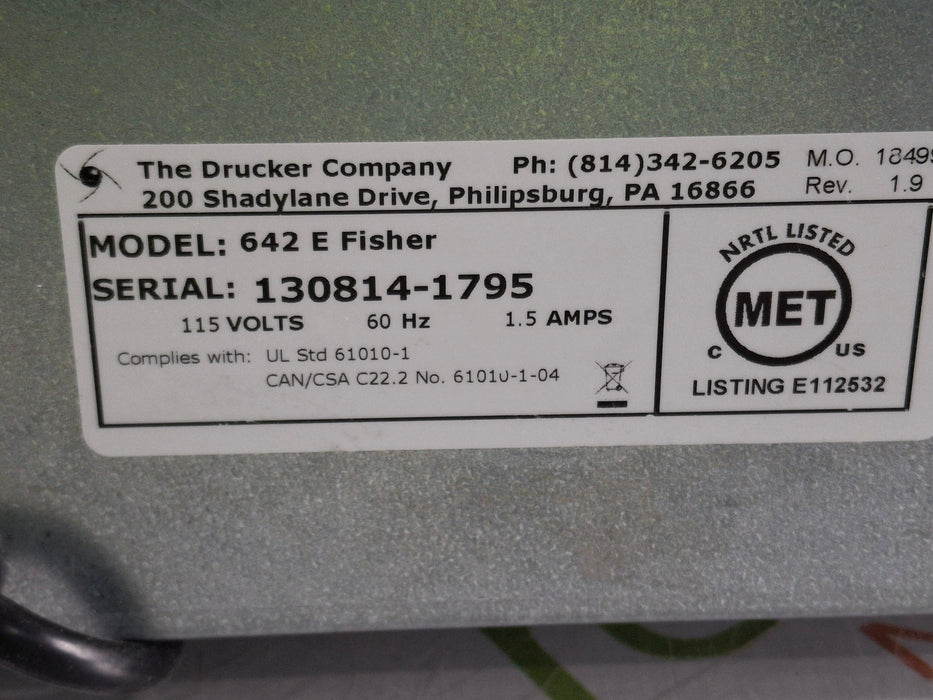 The Drucker Company Ph: (814)342-6205 M.O. 18499
200 Shadylane Drive, Philipsburg, PA 16866 Rev. 1.9
MODEL: 642 E Fisher
SERIAL: 130814-1795
115 VOLTS 60 Hz 1.5 AMPS
Complies with: UL Std 61010-1
CAN/CSA C22.2 No. 61010-1-04
NRTL LISTED
MET
C US
LISTING E112532